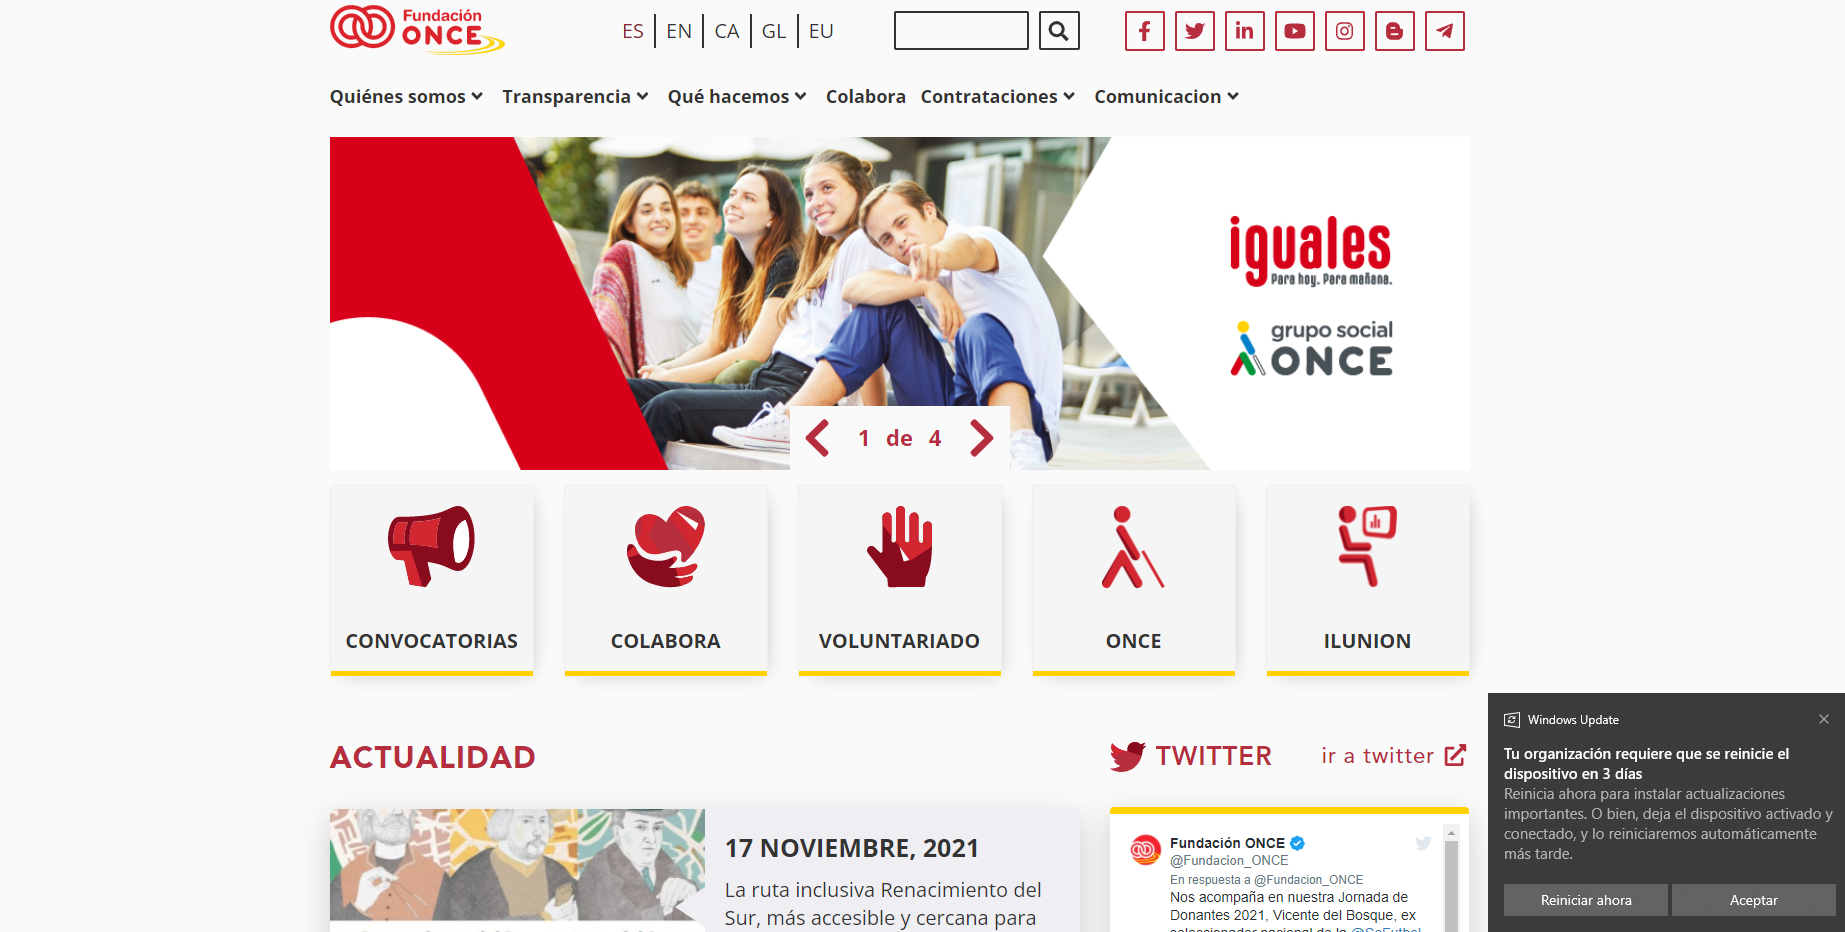 Fundación
ONCE
ES EN CA GL EU
Quiénes somos Transparencia Qué hacemos Colabora Contrataciones Comunicacion
iguales
Para hoy. Para mañana.
grupo social
ONCE
1 de 4
CONVOCATORIAS COLABORA VOLUNTARIADO ONCE ILUNION
ACTUALIDAD
17 NOVIEMBRE, 2021
La ruta inclusiva Renacimiento del
Sur, más accesible y cercana para
TWITTER ir a twitter
Fundación ONCE
@Fundacion_ONCE
En respuesta a @Fundacion_ONCE
Nos acompaña en nuestra Jornada de
Donantes 2021, Vicente del Bosque, ex
seleccionador nacional de la @SeFutbol
Windows Update
Tu organización requiere que se reinicie el
dispositivo en 3 días
Reinicia ahora para instalar actualizaciones
importantes. O bien, deja el dispositivo activado y
conectado, y lo reiniciaremos automáticamente
más tarde.
Reiniciar ahora Aceptar